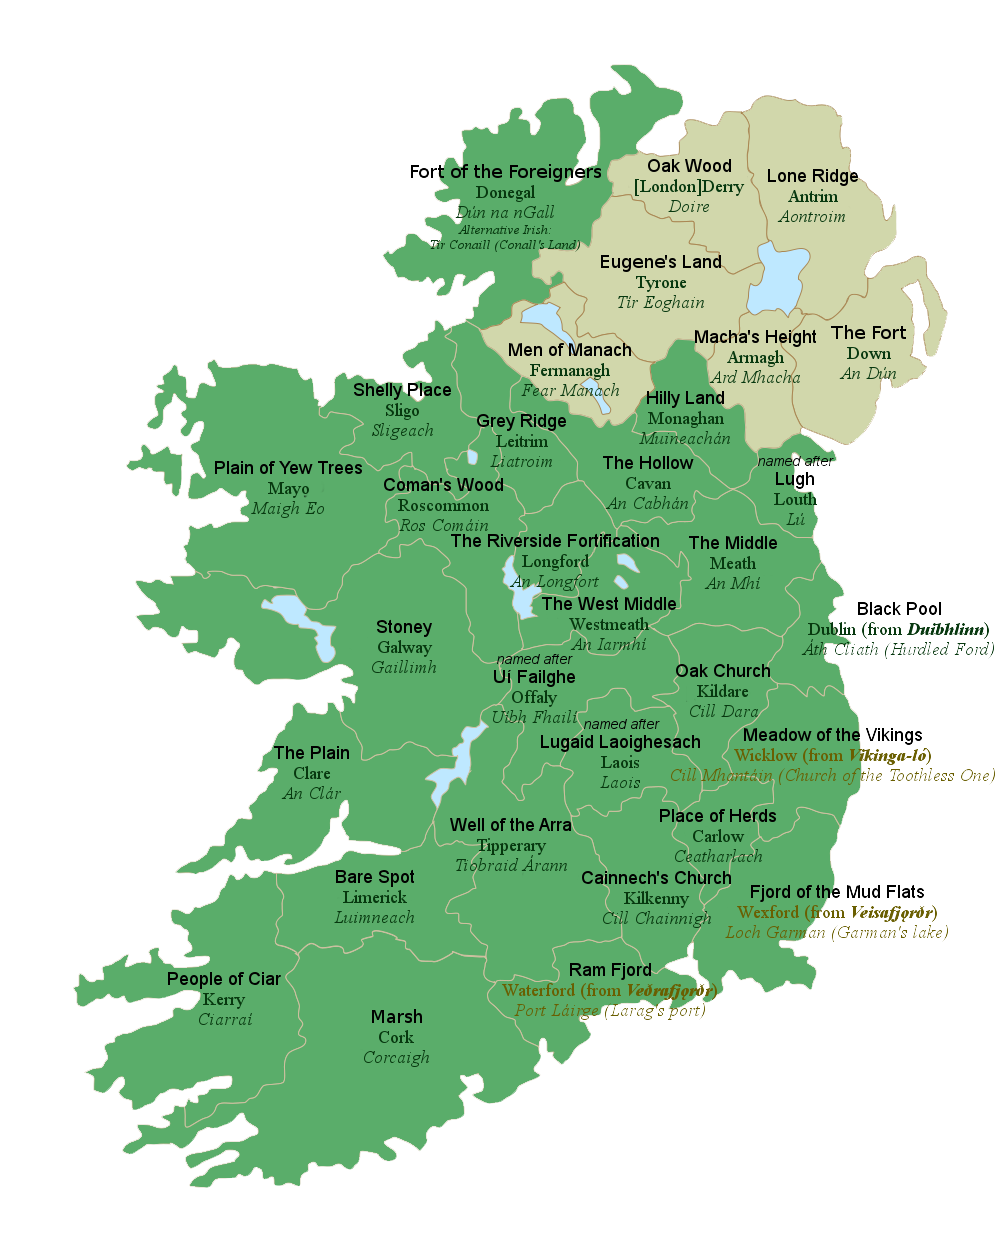 Fort of the Foreigners
Donegal
Dún na nGall
Alternative Irish:
Tír Conaill (Conall's Land)
Oak Wood
[London]Derry
Doire
Lone Ridge
Antrim
Aontroim
Eugene's Land
Tyrone
Tír Eoghain
Men of Manach
Fermanagh
Fear Manach
Macha's Height
Armagh
Ard Mhacha
The Fort
Down
An Dún
Shelly Place
Sligo
Sligeach
Grey Ridge
Leitrim
Liatroim
Hilly Land
Monaghan
Muineachán
Plain of Yew Trees
Mayo
Maigh Eo
Coman's Wood
Roscommon
Ros Comáin
The Hollow
Cavan
An Cabhán
named after
Lugh
Louth
Lú
The Riverside Fortification
Longford
An Longfort
The Middle
Meath
An Mhí
The West Middle
Westmeath
An Iarmhí
Black Pool
Dublin (from Duibhlinn)
Áth Cliath (Hurdled Ford)
Stoney
Galway
Gaillimh
named after
Uí Failghe
Offaly
Uíbh Fhailí
Oak Church
Kildare
Cill Dara
named after
Lugaid Laoighesach
Laois
Laois
Meadow of the Vikings
Wicklow (from Vikinga-ló)
Cill Mhantáin (Church of the Toothless One)
The Plain
Clare
An Clár
Well of the Arra
Tipperary
Tiobraid Árann
Place of Herds
Carlow
Ceatharlach
Bare Spot
Limerick
Luimneach
Cainnech's Church
Kilkenny
Cill Chainnigh
Fjord of the Mud Flats
Wexford (from Veisafjǫrðr)
Loch Garman (Garman's lake)
People of Ciar
Kerry
Ciarraí
Ram Fjord
Waterford (from Veðrafjǫrðr)
Port Láirge (Larag's port)
Marsh
Cork
Corcaigh